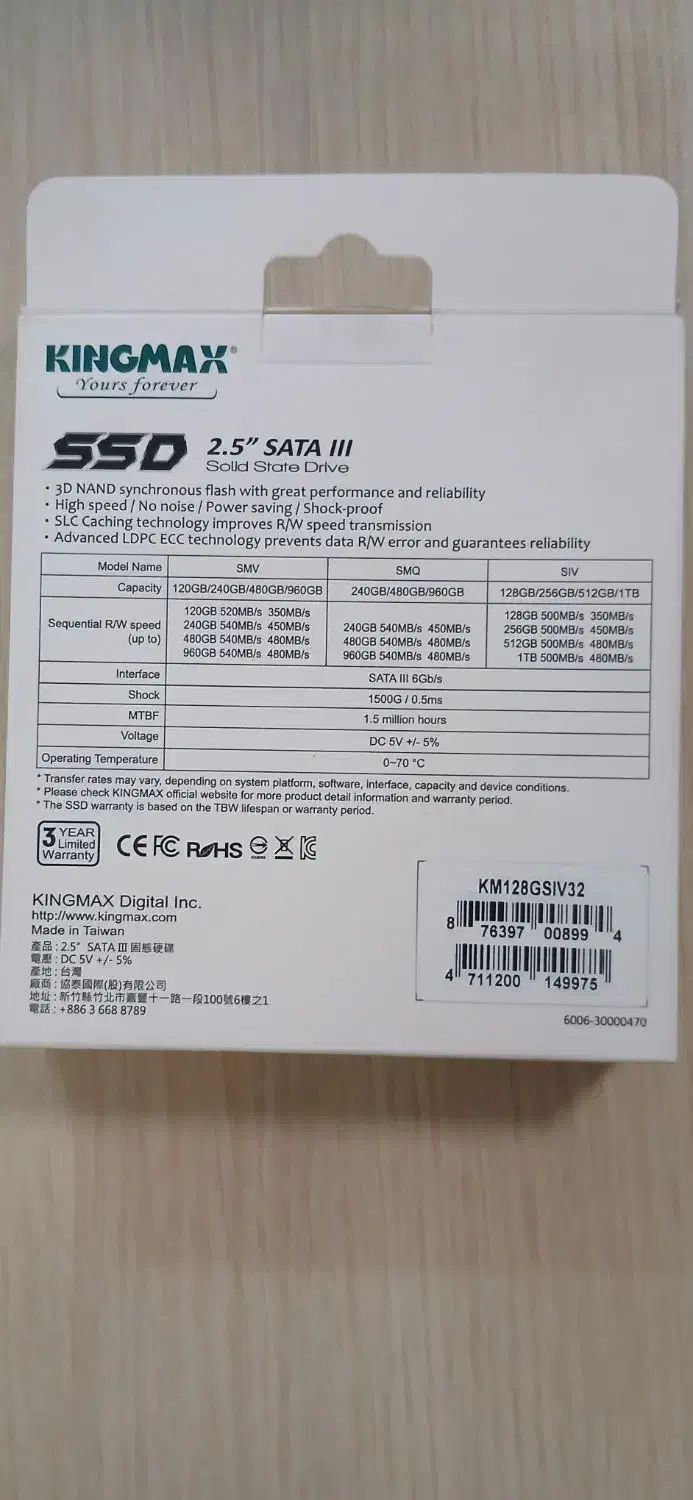 KINGMAX®
Yours forever
SSD 2.5" SATA III
Solid State Drive
· 3D NAND synchronous flash with great performance and reliability
· High speed / No noise / Power saving / Shock-proof
· SLC Caching technology improves R/W speed transmission
· Advanced LDPC ECC technology prevents data R/W error and guarantees reliability
Model Name SMV SMQ SIV
Capacity 120GB/240GB/480GB/960GB 240GB/480GB/960GB 128GB/256GB/512GB/1TB
Sequential R/W speed (up to)
120GB 520MB/s 350MB/s
240GB 540MB/s 450MB/s
480GB 540MB/s 480MB/s
960GB 540MB/s 480MB/s
240GB 540MB/s 450MB/s
480GB 540MB/s 480MB/s
960GB 540MB/s 480MB/s
128GB 500MB/s 350MB/s
256GB 500MB/s 450MB/s
512GB 500MB/s 480MB/s
1TB 500MB/s 480MB/s
Interface SATA III 6Gb/s
Shock 1500G / 0.5ms
MTBF 1.5 million hours
Voltage DC 5V +/- 5%
Operating Temperature 0~70 °C
* Transfer rates may vary, depending on system platform, software, interface, capacity and device conditions.
* Please check KINGMAX official website for more product detail information and warranty period.
* The SSD warranty is based on the TBW lifespan or warranty period.
3 YEAR
Limited
Warranty
CE FC RoHS
KINGMAX Digital Inc.
http://www.kingmax.com
Made in Taiwan
產品 : 2.5" SATA III 固態硬碟
電壓 : DC 5V +/- 5%
產地 : 台灣
廠商 : 協泰國際(股)有限公司
地址 : 新竹縣竹北市嘉豐十一路一段100號6樓之1
電話 : +886 3 668 8789
KM128GSIV32
8 76397 00899 4
4 711200 149975
6006-30000470